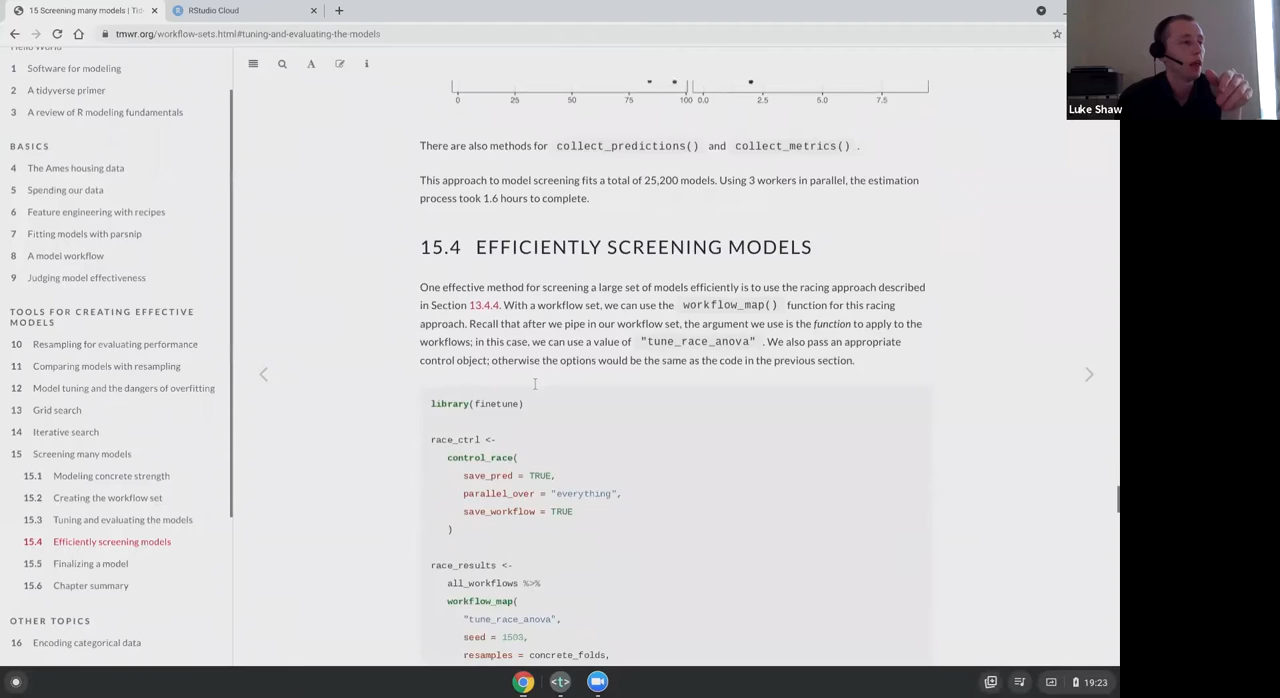 15 Screening many models | Tid
RStudio Cloud
tmwr.org/workflow-sets.html#tuning-and-evaluating-the-models
Luke Shaw
Hello World
1 Software for modeling
2 A tidyverse primer
3 A review of R modeling fundamentals
BASICS
4 The Ames housing data
5 Spending our data
6 Feature engineering with recipes
7 Fitting models with parsnip
8 A model workflow
9 Judging model effectiveness
TOOLS FOR CREATING EFFECTIVE
MODELS
10 Resampling for evaluating performance
11 Comparing models with resampling
12 Model tuning and the dangers of overfitting
13 Grid search
14 Iterative search
15 Screening many models
15.1 Modeling concrete strength
15.2 Creating the workflow set
15.3 Tuning and evaluating the models
15.4 Efficiently screening models
15.5 Finalizing a model
15.6 Chapter summary
OTHER TOPICS
16 Encoding categorical data
0 25 50 75 100 0.0 2.5 5.0 7.5
There are also methods for collect_predictions() and collect_metrics() .
This approach to model screening fits a total of 25,200 models. Using 3 workers in parallel, the estimation
process took 1.6 hours to complete.
15.4 EFFICIENTLY SCREENING MODELS
One effective method for screening a large set of models efficiently is to use the racing approach described
in Section 13.4.4. With a workflow set, we can use the workflow_map() function for this racing
approach. Recall that after we pipe in our workflow set, the argument we use is the function to apply to the
workflows; in this case, we can use a value of "tune_race_anova" . We also pass an appropriate
control object; otherwise the options would be the same as the code in the previous section.
library(finetune)
race_ctrl <-
control_race(
save_pred = TRUE,
parallel_over = "everything",
save_workflow = TRUE
)
race_results <-
all_workflows %>%
workflow_map(
"tune_race_anova",
seed = 1503,
resamples = concrete_folds,
<t>
19:23